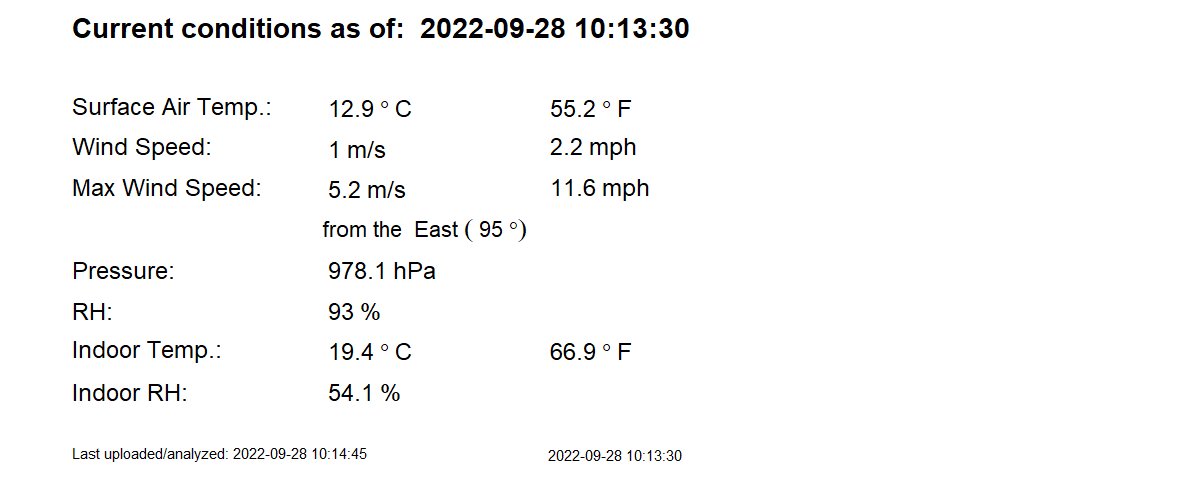 Current conditions as of: 2022-09-28 10:13:30
Surface Air Temp.: 12.9 ° C 55.2 ° F
Wind Speed: 1 m/s 2.2 mph
Max Wind Speed: 5.2 m/s 11.6 mph
from the East ( 95 °)
Pressure: 978.1 hPa
RH: 93 %
Indoor Temp.: 19.4 ° C 66.9 ° F
Indoor RH: 54.1 %
Last uploaded/analyzed: 2022-09-28 10:14:45 2022-09-28 10:13:30